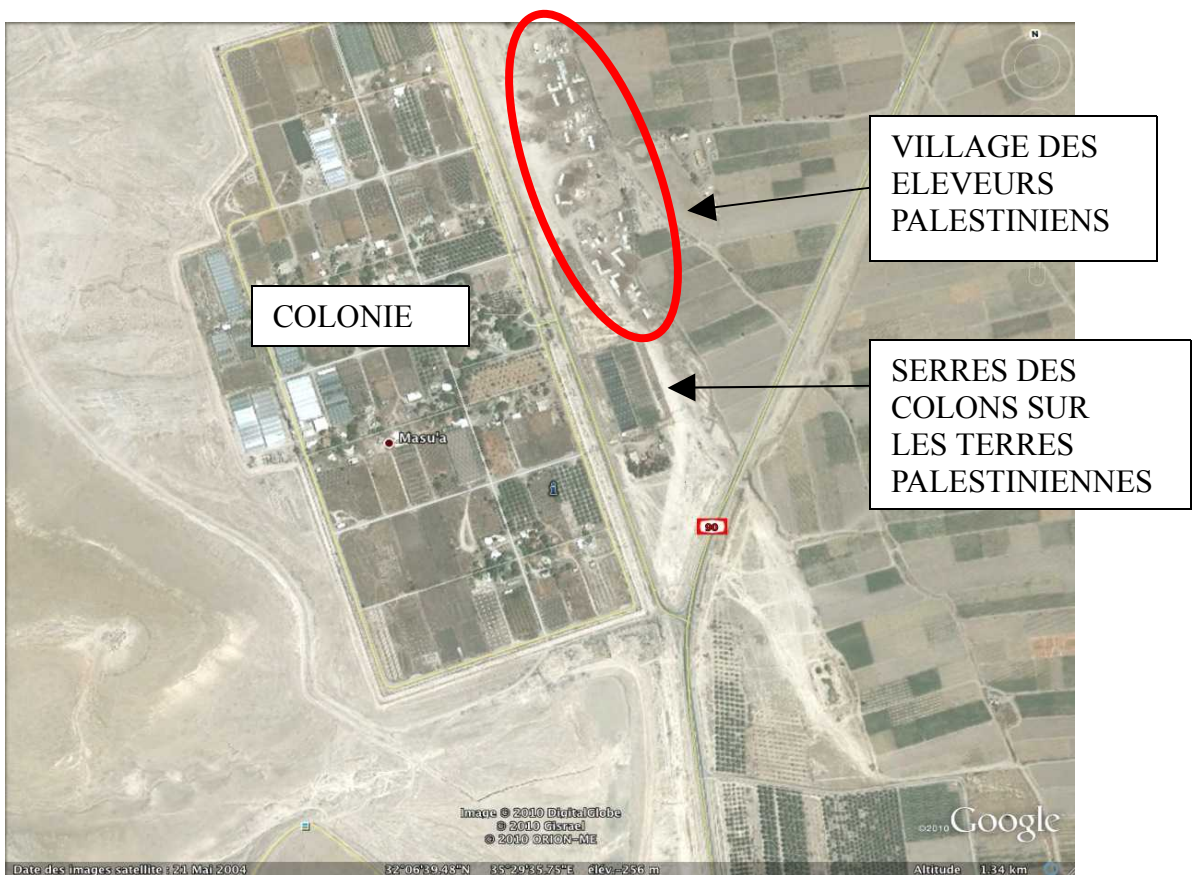 N
VILLAGE DES
ELEVEURS
PALESTINIENS
COLONIE
SERRES DES
COLONS SUR
LES TERRES
PALESTINIENNES
Masu'a
90
Image © 2010 DigitalGlobe
© 2010 Gisrael
© 2010 ORION-ME
©2010 Google
Date des images satellite : 21 Mai 2004 32°06'39.48"N 35°29'35.75"E élév.-256 m Altitude 1.34 km